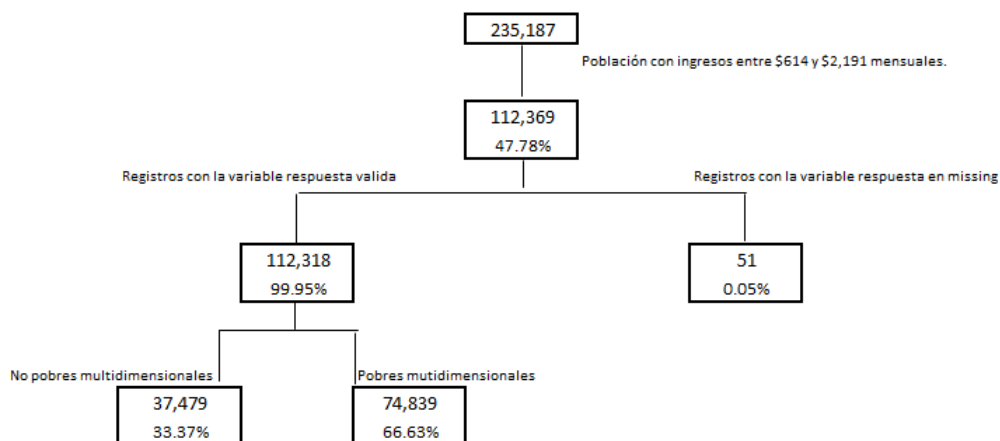 235,187
Población con ingresos entre $614 y $2,191 mensuales.
112,369
47.78%
Registros con la variable respuesta valida
Registros con la variable respuesta en missing
112,318
99.95%
51
0.05%
No pobres multidimensionales
Pobres mutidimensionales
37,479
33.37%
74,839
66.63%